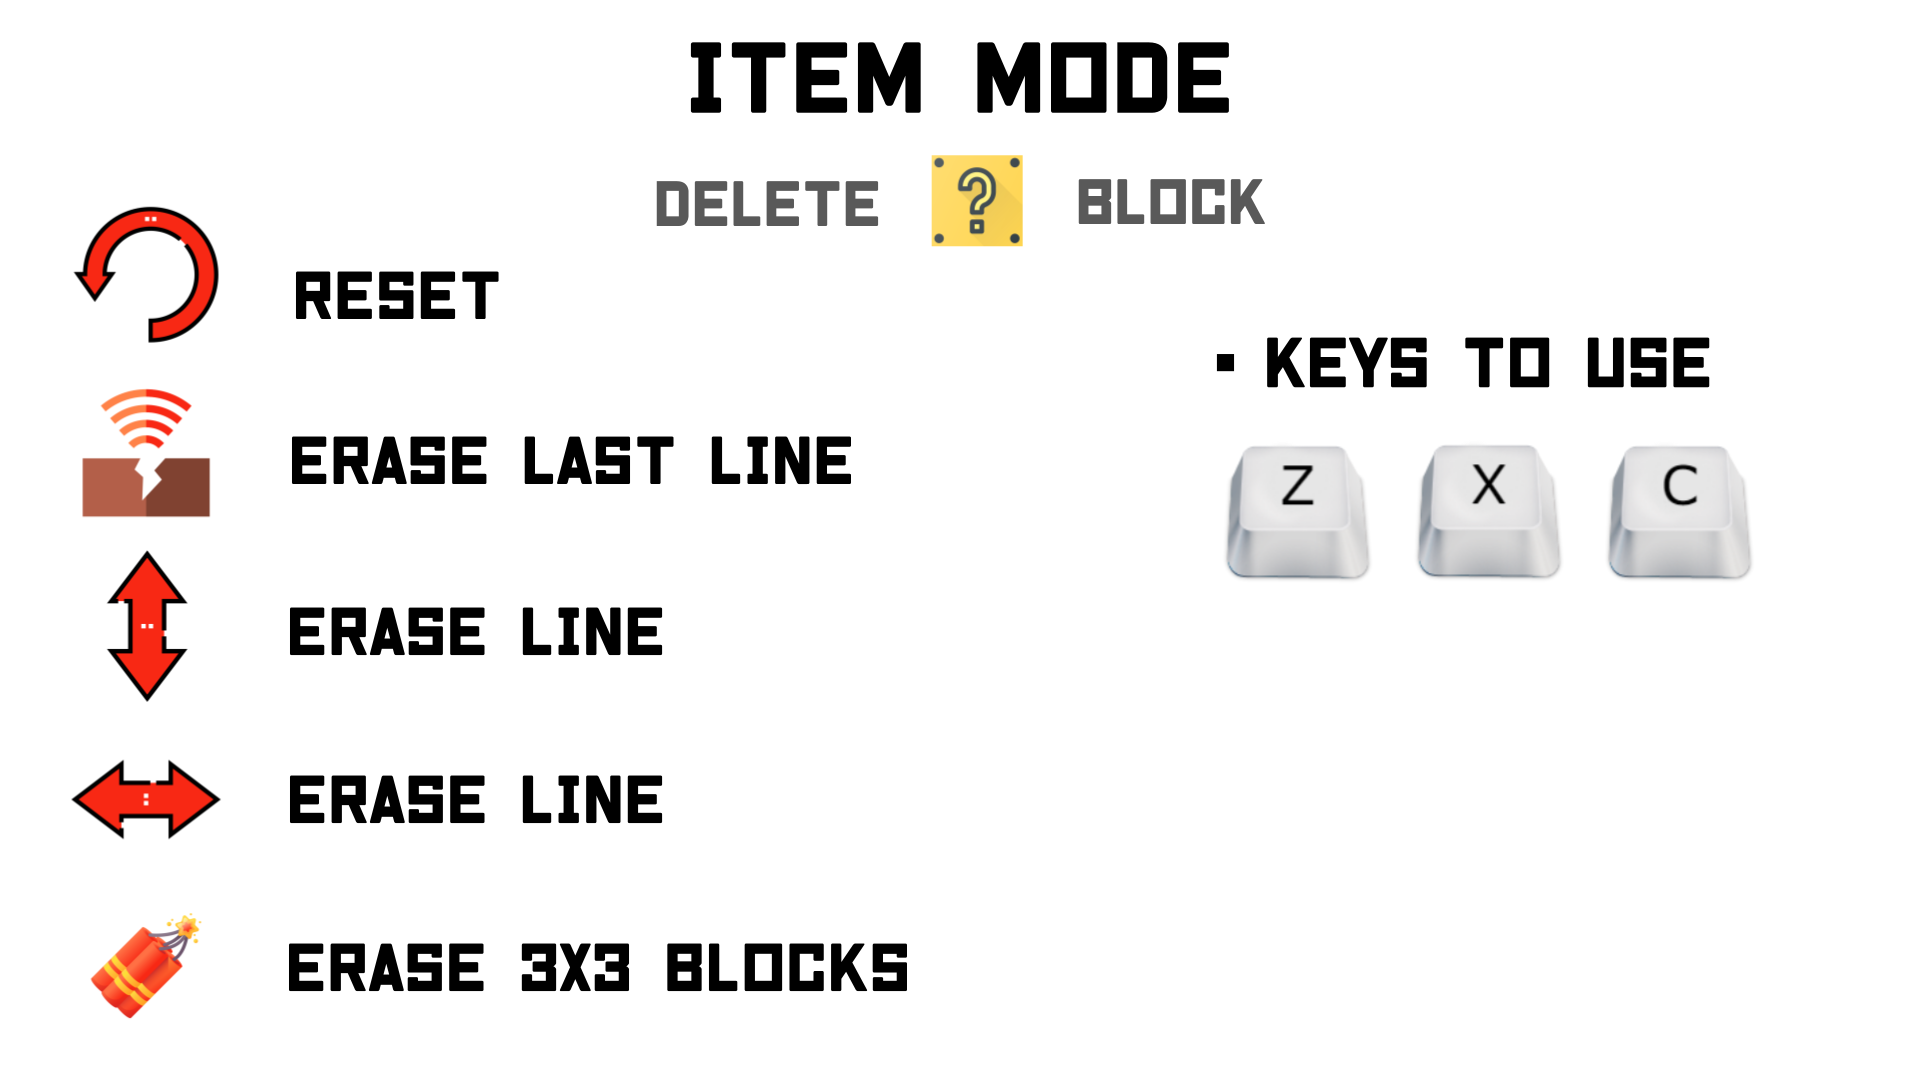 ITEM MODE
DELETE ? BLOCK
RESET
ERASE LAST LINE
ERASE LINE
ERASE LINE
ERASE 3X3 BLOCKS
▪ KEYS TO USE
Z X C